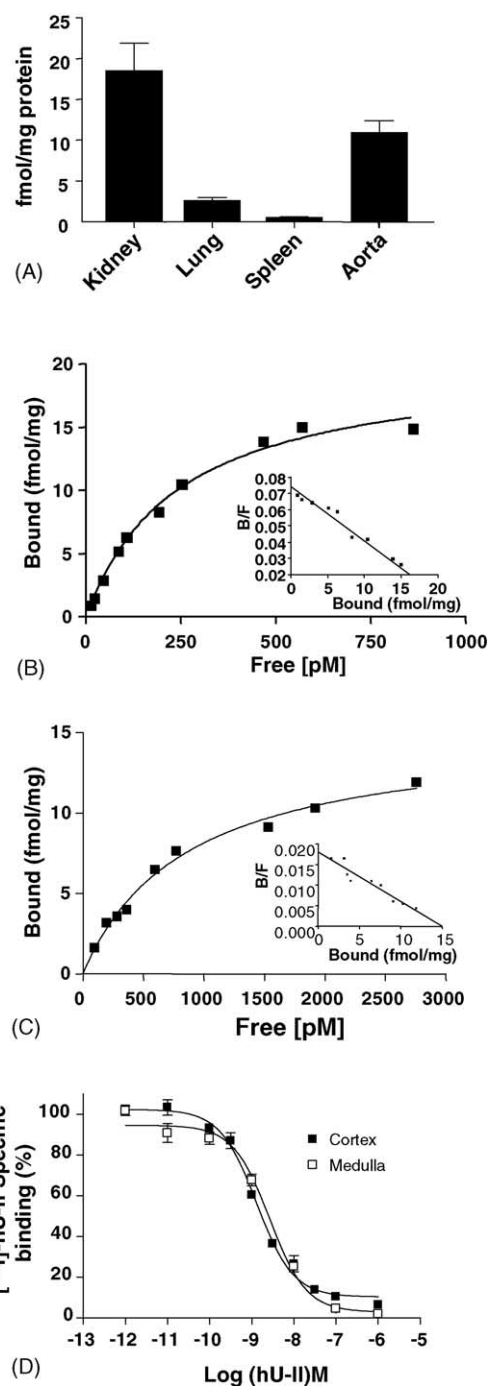 fmol/mg protein
25
20
15
10
5
0
Kidney
Lung
Spleen
Aorta
(A)
Bound (fmol/mg)
20
15
10
5
0
0 250 500 750 1000
Free [pM]
B/F
0.08
0.07
0.06
0.05
0.04
0.03
0.02
0 5 10 15 20
Bound (fmol/mg)
(B)
Bound (fmol/mg)
15
10
5
0
0 500 1000 1500 2000 2500 3000
Free [pM]
B/F
0.020
0.015
0.010
0.005
0.000
0 5 10 15
Bound (fmol/mg)
(C)
binding (%)
100
80
60
40
20
0
Cortex
Medulla
-13 -12 -11 -10 -9 -8 -7 -6 -5
Log (hU-II)M
(D)